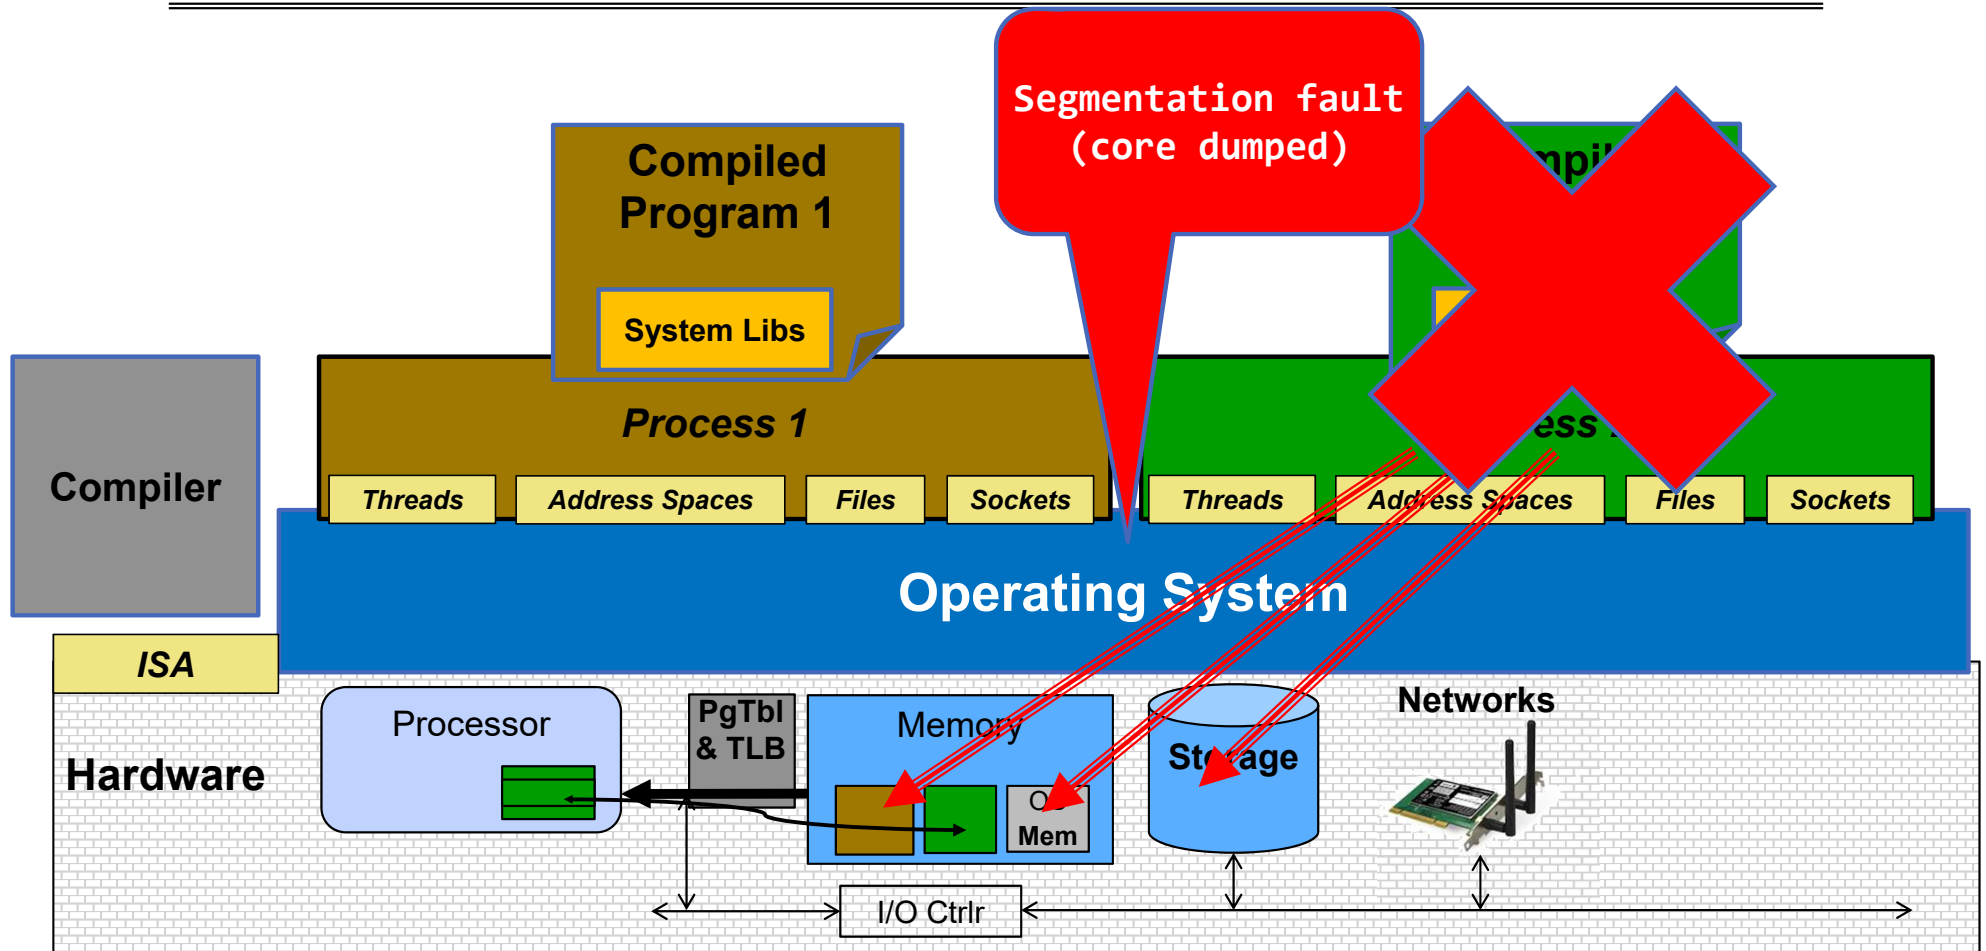 Segmentation fault
(core dumped)
Compiled
Program 1
System Libs
Process 1
Compiler
Threads
Address Spaces
Files
Sockets
Threads
Address Spaces
Files
Sockets
Operating System
ISA
Hardware
Processor
PgTbl
& TLB
Memory
Mem
Storage
Networks
I/O Ctrlr